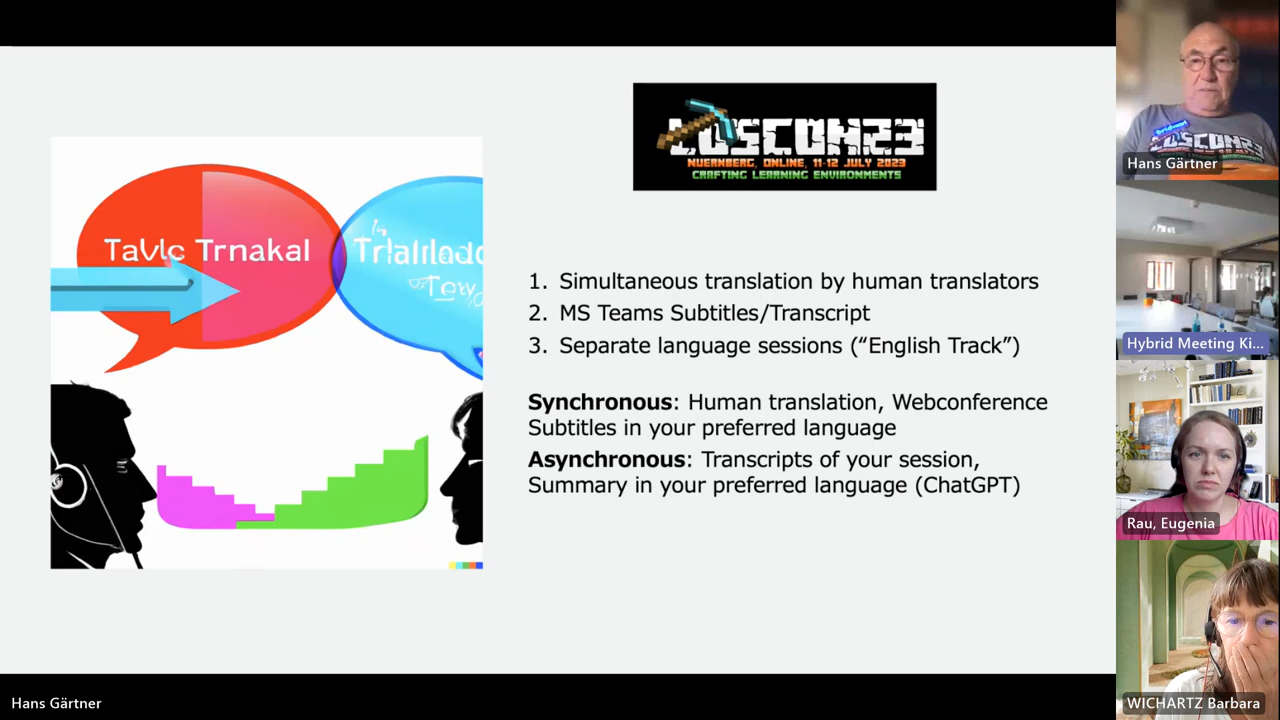 LOSCON23
NUERNBERG, ONLINE, 11-12 JULY 2023
CRAFTING LEARNING ENVIRONMENTS
Tavlc Trnakal
1. Simultaneous translation by human translators
2. MS Teams Subtitles/Transcript
3. Separate language sessions (“English Track”)
Synchronous: Human translation, Webconference
Subtitles in your preferred language
Asynchronous: Transcripts of your session,
Summary in your preferred language (ChatGPT)
Hans Gärtner
Hybrid Meeting Ki...
Rau, Eugenia
WICHARTZ Barbara
Hans Gärtner